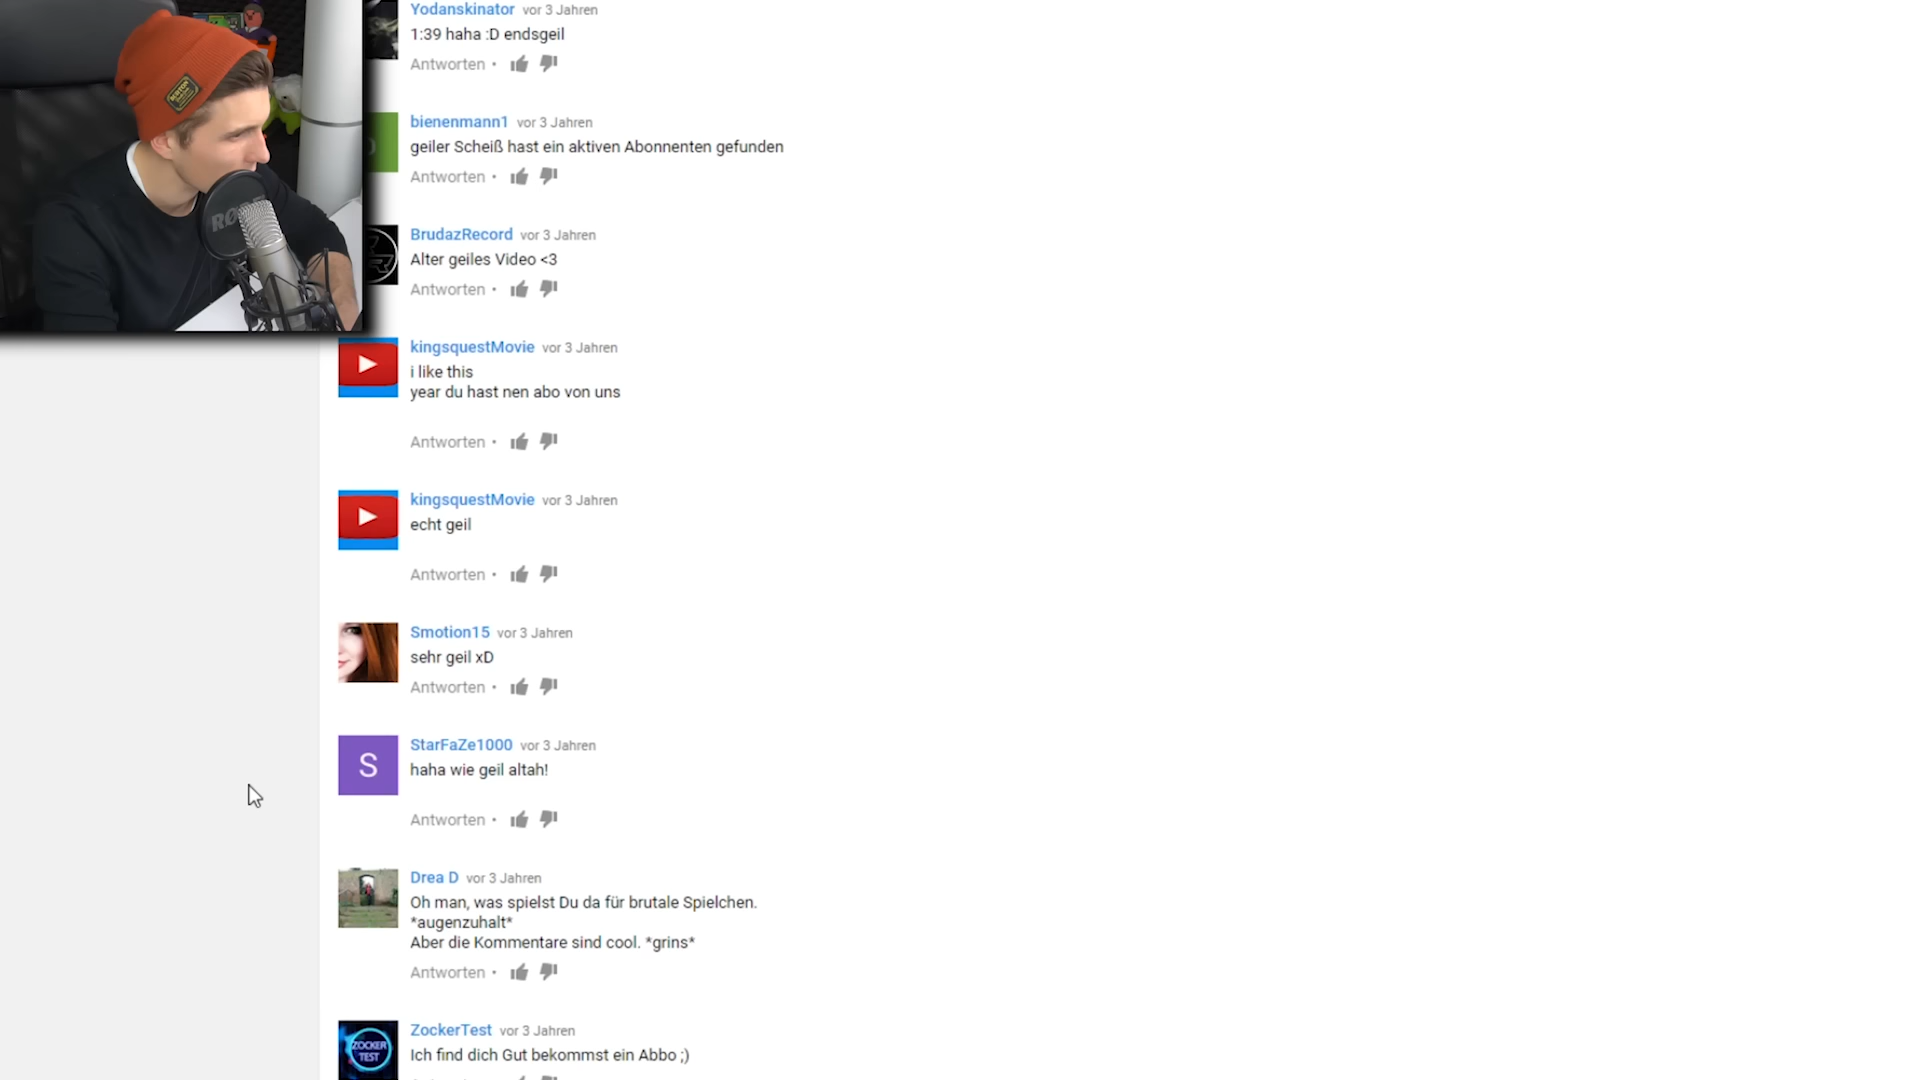 Yodanskinator vor 3 Jahren
1:39 haha :D endsgeil
Antworten •
bienenmann1 vor 3 Jahren
geiler Scheiß hast ein aktiven Abonnenten gefunden
Antworten •
BrudazRecord vor 3 Jahren
Alter geiles Video <3
Antworten •
kingsquestMovie vor 3 Jahren
i like this
year du hast nen abo von uns
Antworten •
kingsquestMovie vor 3 Jahren
echt geil
Antworten •
Smotion15 vor 3 Jahren
sehr geil xD
Antworten •
S
StarFaZe1000 vor 3 Jahren
haha wie geil altah!
Antworten •
Drea D vor 3 Jahren
Oh man, was spielst Du da für brutale Spielchen.
*augenzuhalt*
Aber die Kommentare sind cool. *grins*
Antworten •
ZOCKER
TEST
ZockerTest vor 3 Jahren
Ich find dich Gut bekommst ein Abbo ;)
BURTON